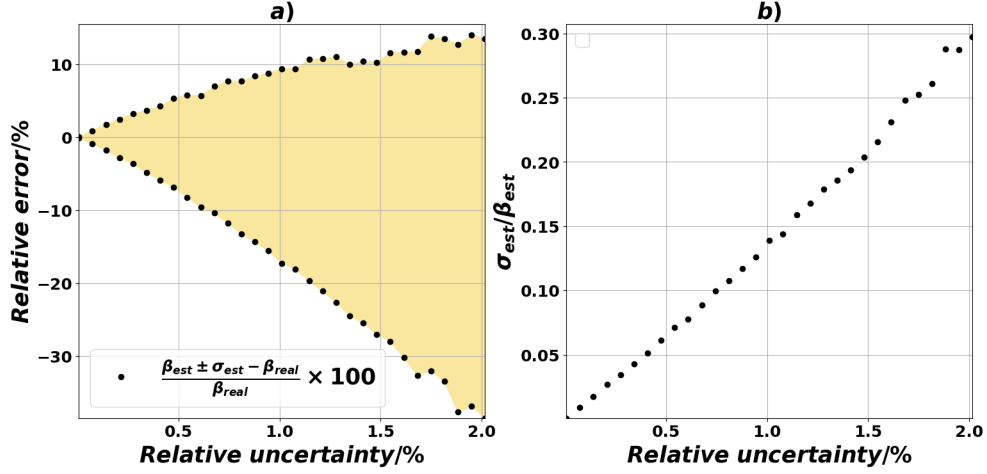 a)
b)
Relative error/%
10
0
−10
−20
−30
β_est ± σ_est − β_real
β_real
× 100
0.5
1.0
1.5
2.0
Relative uncertainty/%
σ_est/β_est
0.30
0.25
0.20
0.15
0.10
0.05
0.5
1.0
1.5
2.0
Relative uncertainty/%